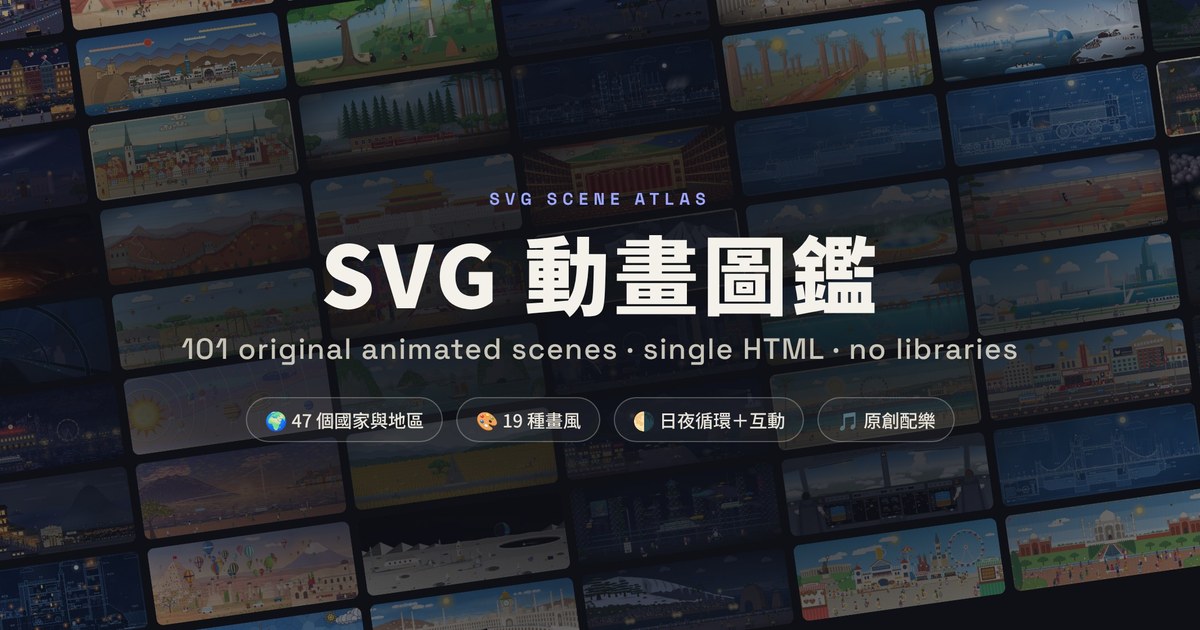 SVG SCENE ATLAS
SVG 動畫圖鑑
101 original animated scenes · single HTML · no libraries
🌍 47 個國家與地區
🎨 19 種畫風
🌗 日夜循環＋互動
🎵 原創配樂